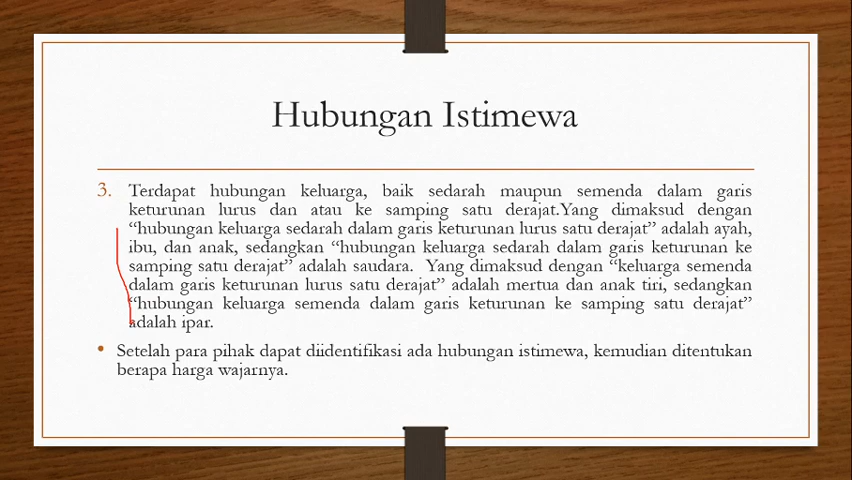 Hubungan Istimewa
3. Terdapat hubungan keluarga, baik sedarah maupun semenda dalam garis
keturunan lurus dan atau ke samping satu derajat.Yang dimaksud dengan
“hubungan keluarga sedarah dalam garis keturunan lurus satu derajat” adalah ayah,
ibu, dan anak, sedangkan “hubungan keluarga sedarah dalam garis keturunan ke
samping satu derajat” adalah saudara. Yang dimaksud dengan “keluarga semenda
dalam garis keturunan lurus satu derajat” adalah mertua dan anak tiri, sedangkan
“hubungan keluarga semenda dalam garis keturunan ke samping satu derajat”
adalah ipar.
• Setelah para pihak dapat diidentifikasi ada hubungan istimewa, kemudian ditentukan
berapa harga wajarnya.